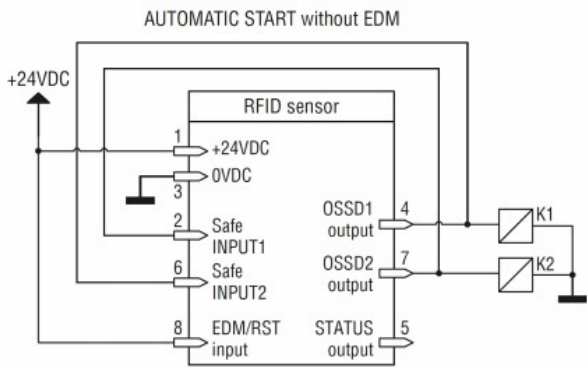 AUTOMATIC START without EDM
+24VDC
RFID sensor
1
+24VDC
0VDC
3
2
Safe
INPUT1
6
Safe
INPUT2
8
EDM/RST
input
OSSD1
output
4
K1
OSSD2
output
7
K2
STATUS
output
5